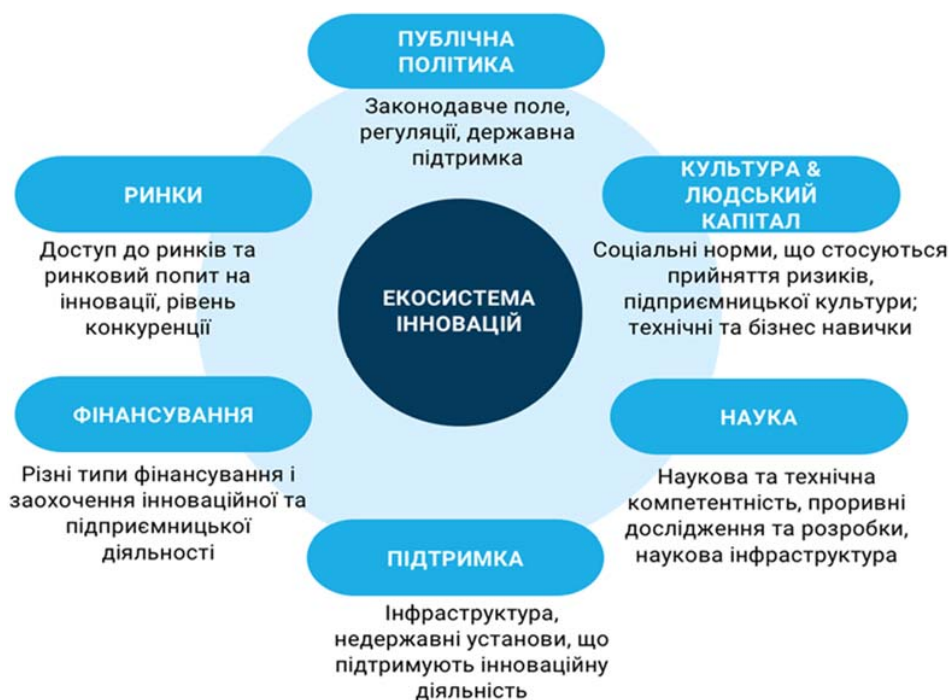 ПУБЛІЧНА
ПОЛІТИКА
Законодавче поле,
регуляції, державна
підтримка
КУЛЬТУРА &
ЛЮДСЬКИЙ
КАПІТАЛ
Соціальні норми, що стосуються
прийняття ризиків,
підприємницької культури;
технічні та бізнес навички
НАУКА
Наукова та технічна
компетентність, проривні
дослідження та розробки,
наукова інфраструктура
ПІДТРИМКА
Інфраструктура,
недержавні установи, що
підтримують інноваційну
діяльність
ФІНАНСУВАННЯ
Різні типи фінансування і
заохочення інноваційної та
підприємницької
діяльності
РИНКИ
Доступ до ринків та
ринковий попит на
інновації, рівень
конкуренції
ЕКОСИСТЕМА
ІННОВАЦІЙ